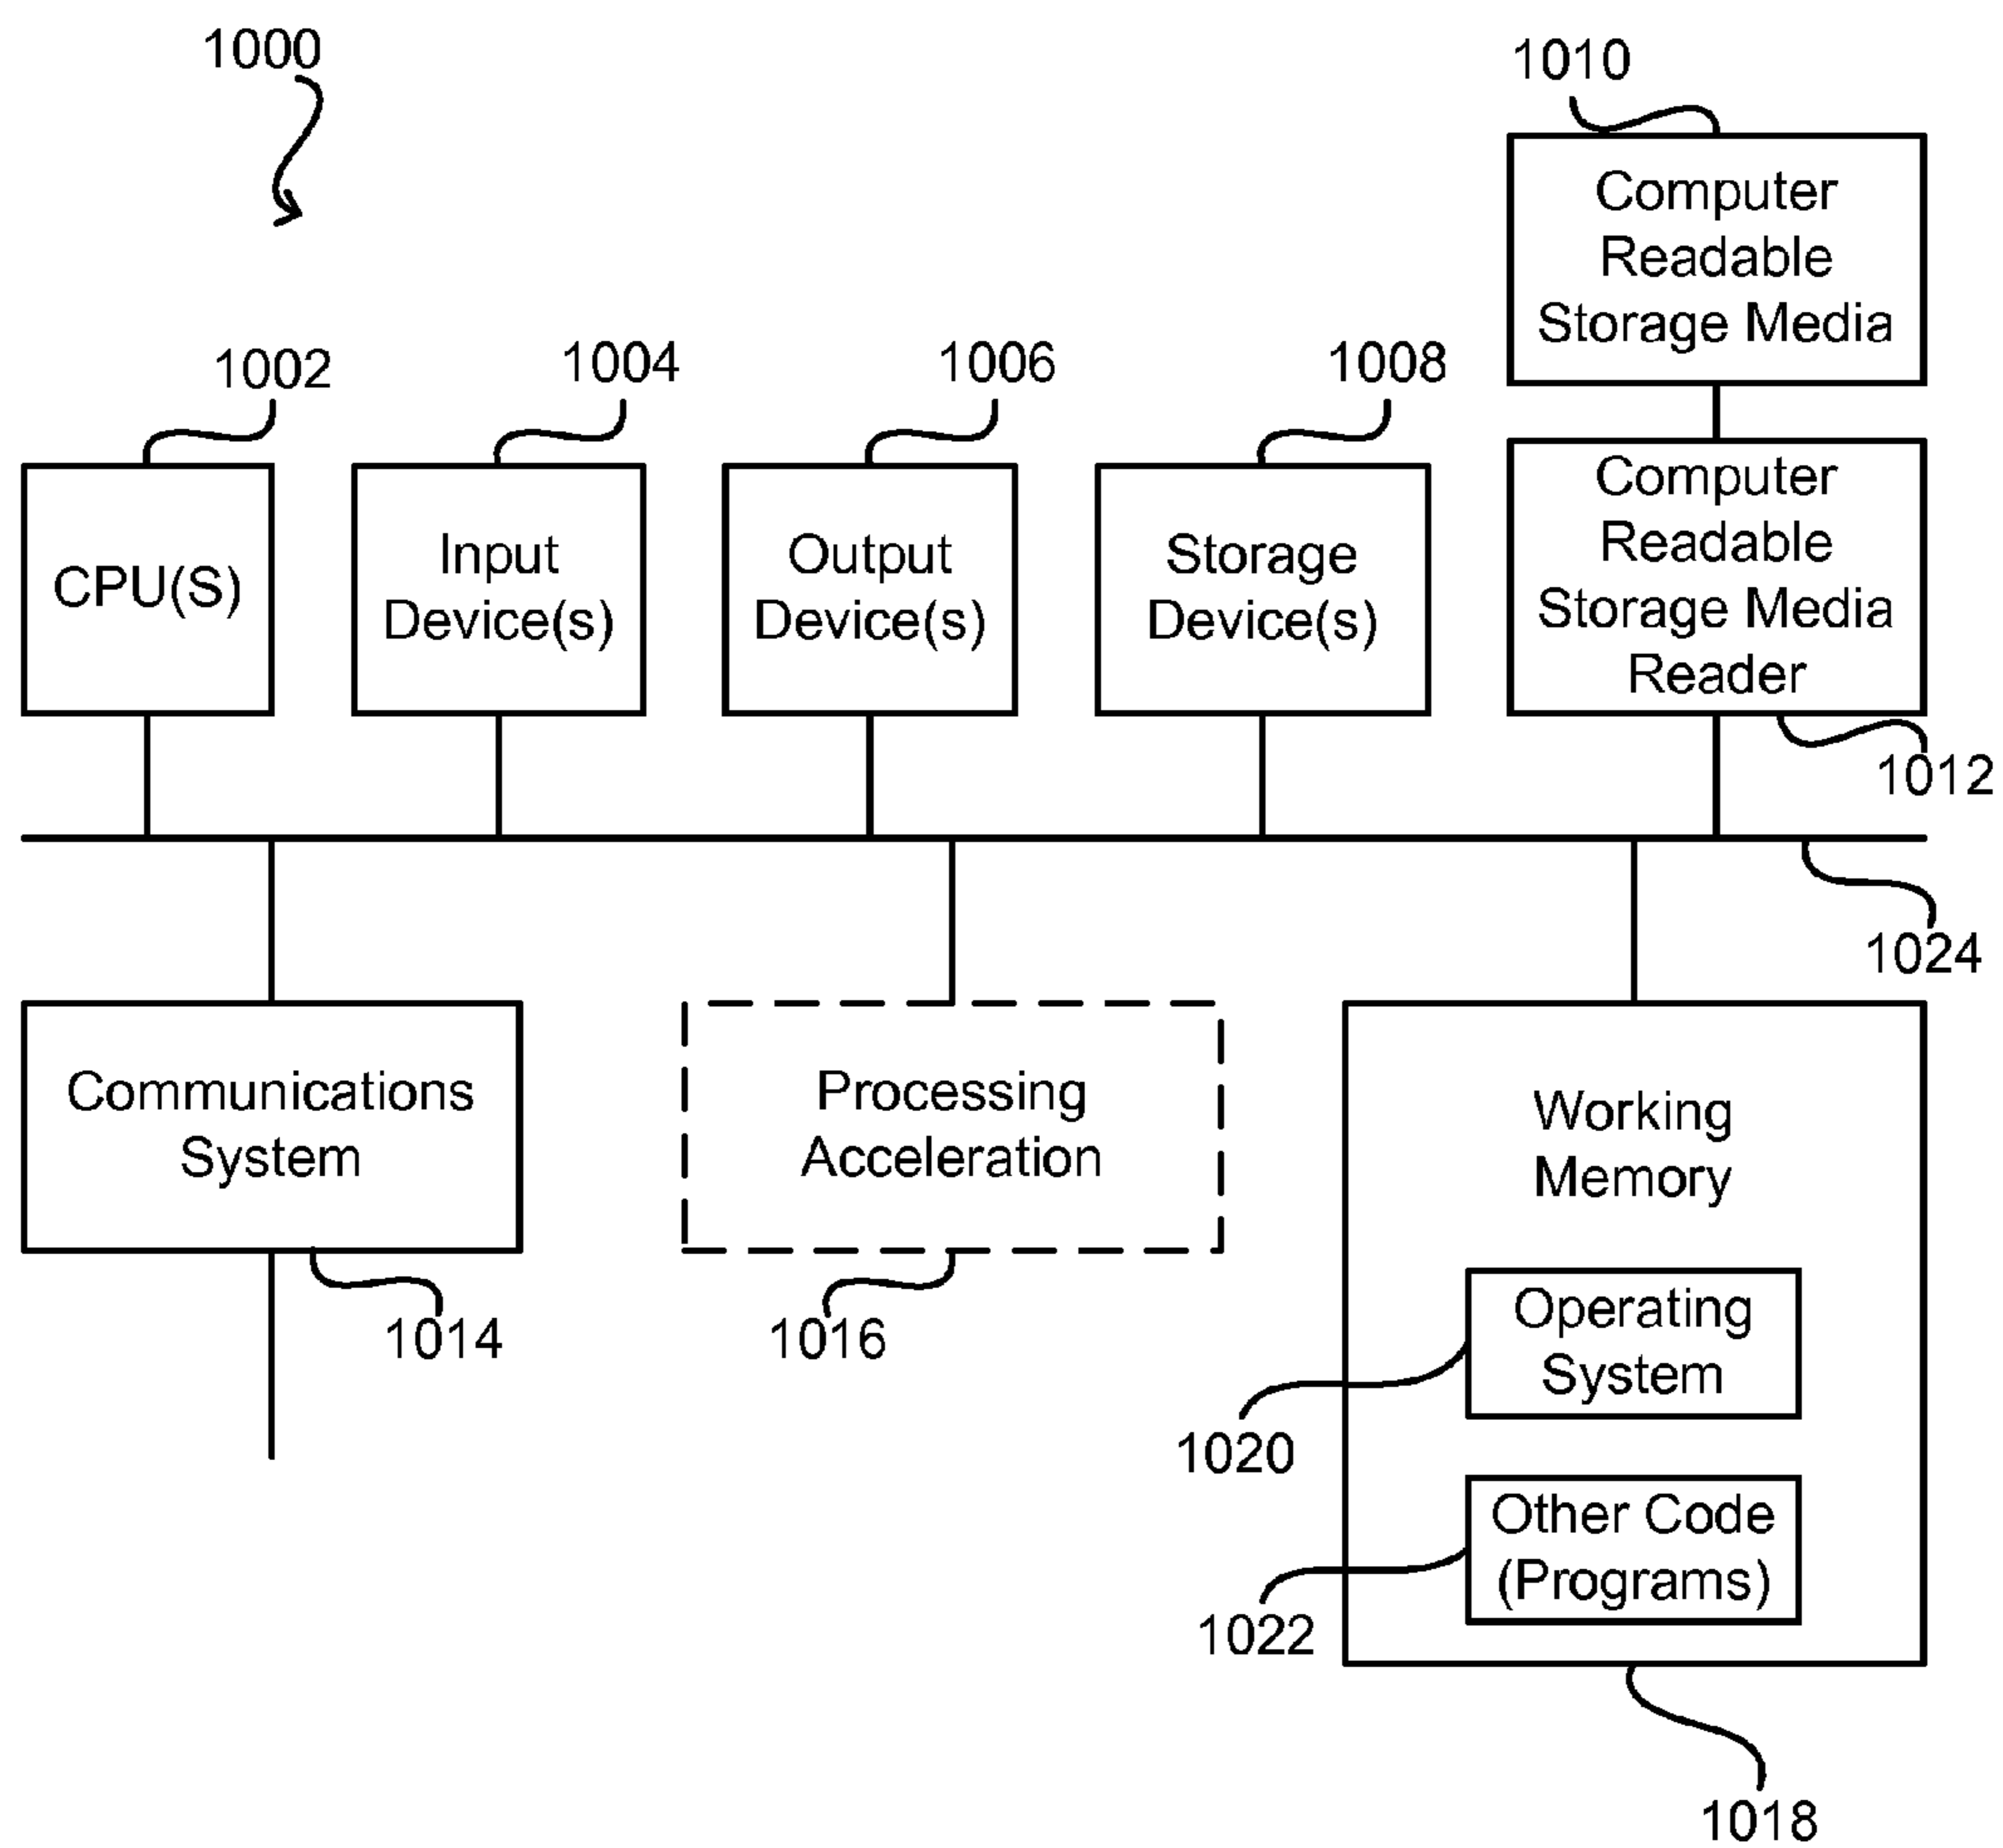 1000
1010
Computer
Readable
Storage Media
1002
1004
1006
1008
CPU(S)
Input
Device(s)
Output
Device(s)
Storage
Device(s)
Computer
Readable
Storage Media
Reader
1012
1024
Communications
System
1014
Processing
Acceleration
1016
Working
Memory
Operating
System
1020
Other Code
(Programs)
1022
1018